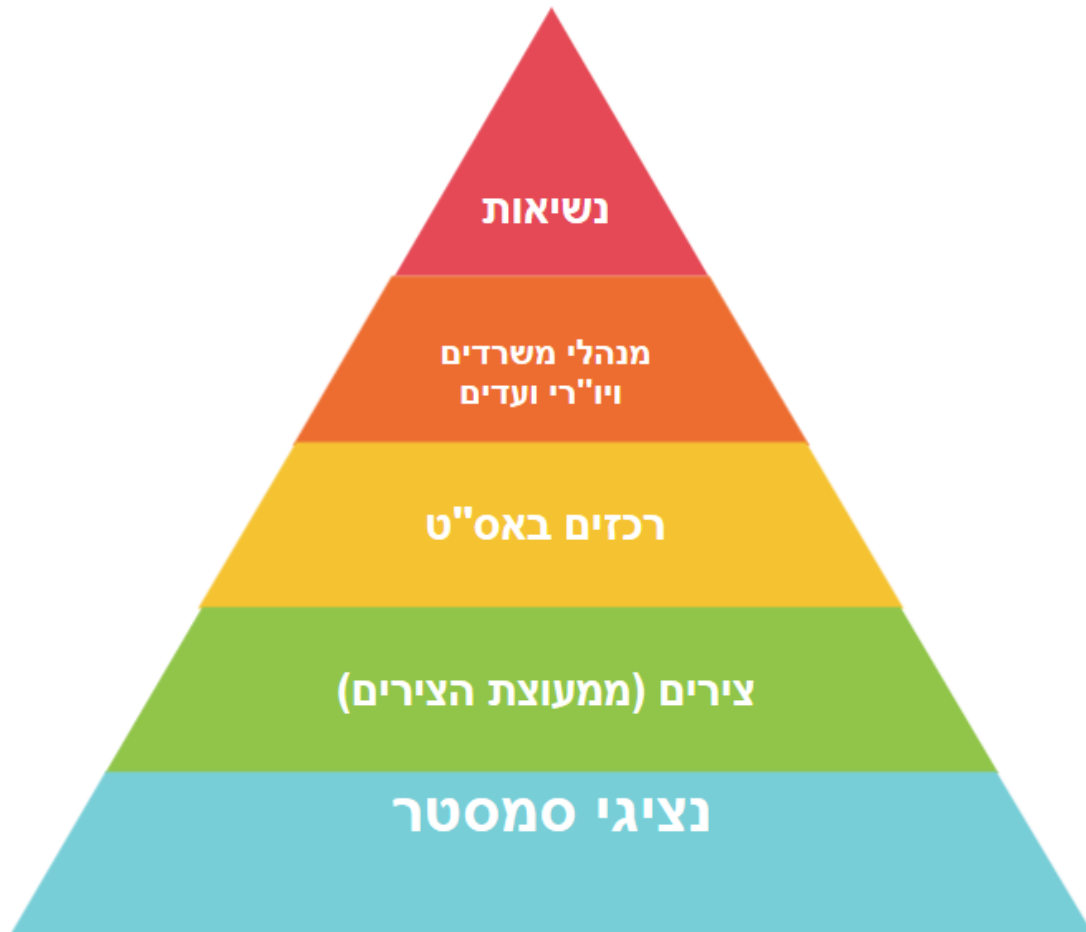 נשיאות
מנהלי משרדים
ויו"רי ועדים
רכזים באס"ט
צירים (ממעוצת הצירים)
נציגי סמסטר